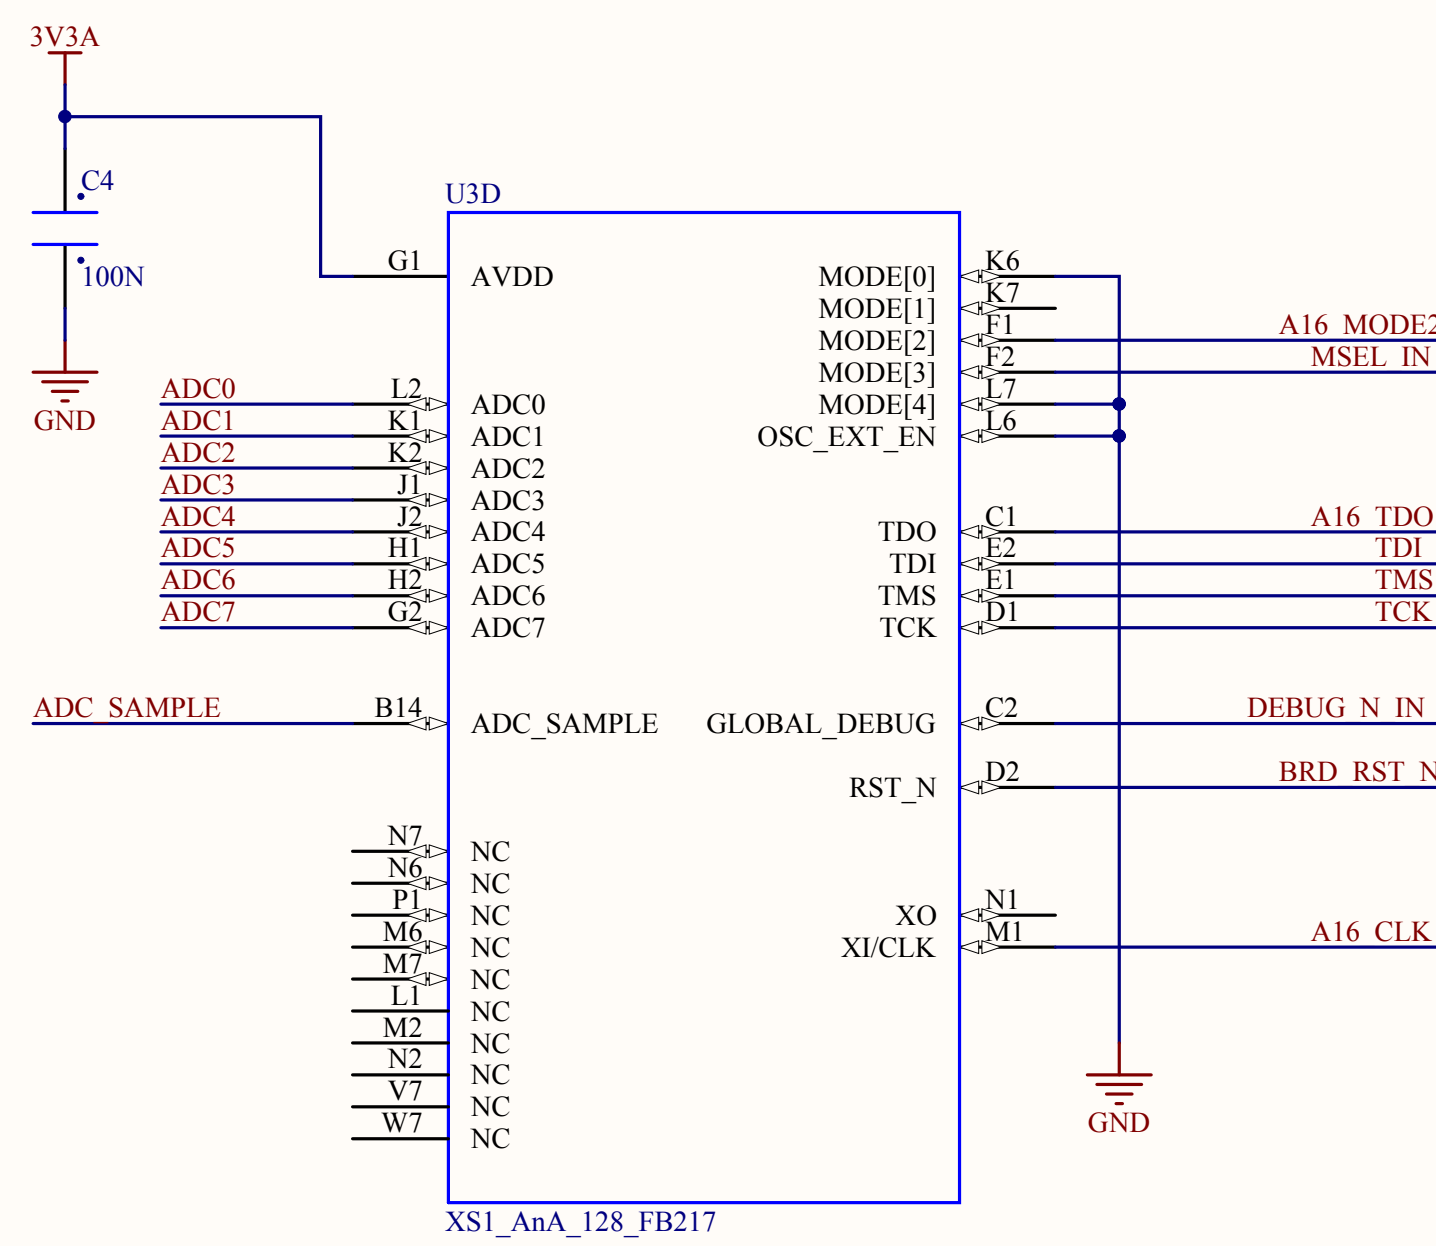 3V3A
C4
100N
GND
U3D
G1 AVDD
ADC0 L2 ADC0
ADC1 K1 ADC1
ADC2 K2 ADC2
ADC3 J1 ADC3
ADC4 J2 ADC4
ADC5 H1 ADC5
ADC6 H2 ADC6
ADC7 G2 ADC7
ADC_SAMPLE B14 ADC_SAMPLE
N7 NC
N6 NC
P1 NC
M6 NC
M7 NC
L1 NC
M2 NC
N2 NC
V7 NC
W7 NC
MODE[0] K6
MODE[1] K7
MODE[2] F1 A16_MODE2
MODE[3] F2 MSEL_IN
MODE[4] L7
OSC_EXT_EN L6
TDO C1 A16_TDO
TDI E2 TDI
TMS E1 TMS
TCK D1 TCK
GLOBAL_DEBUG C2 DEBUG_N_IN
RST_N D2 BRD_RST_N
XO N1
XI/CLK M1 A16_CLK
GND
XS1_AnA_128_FB217